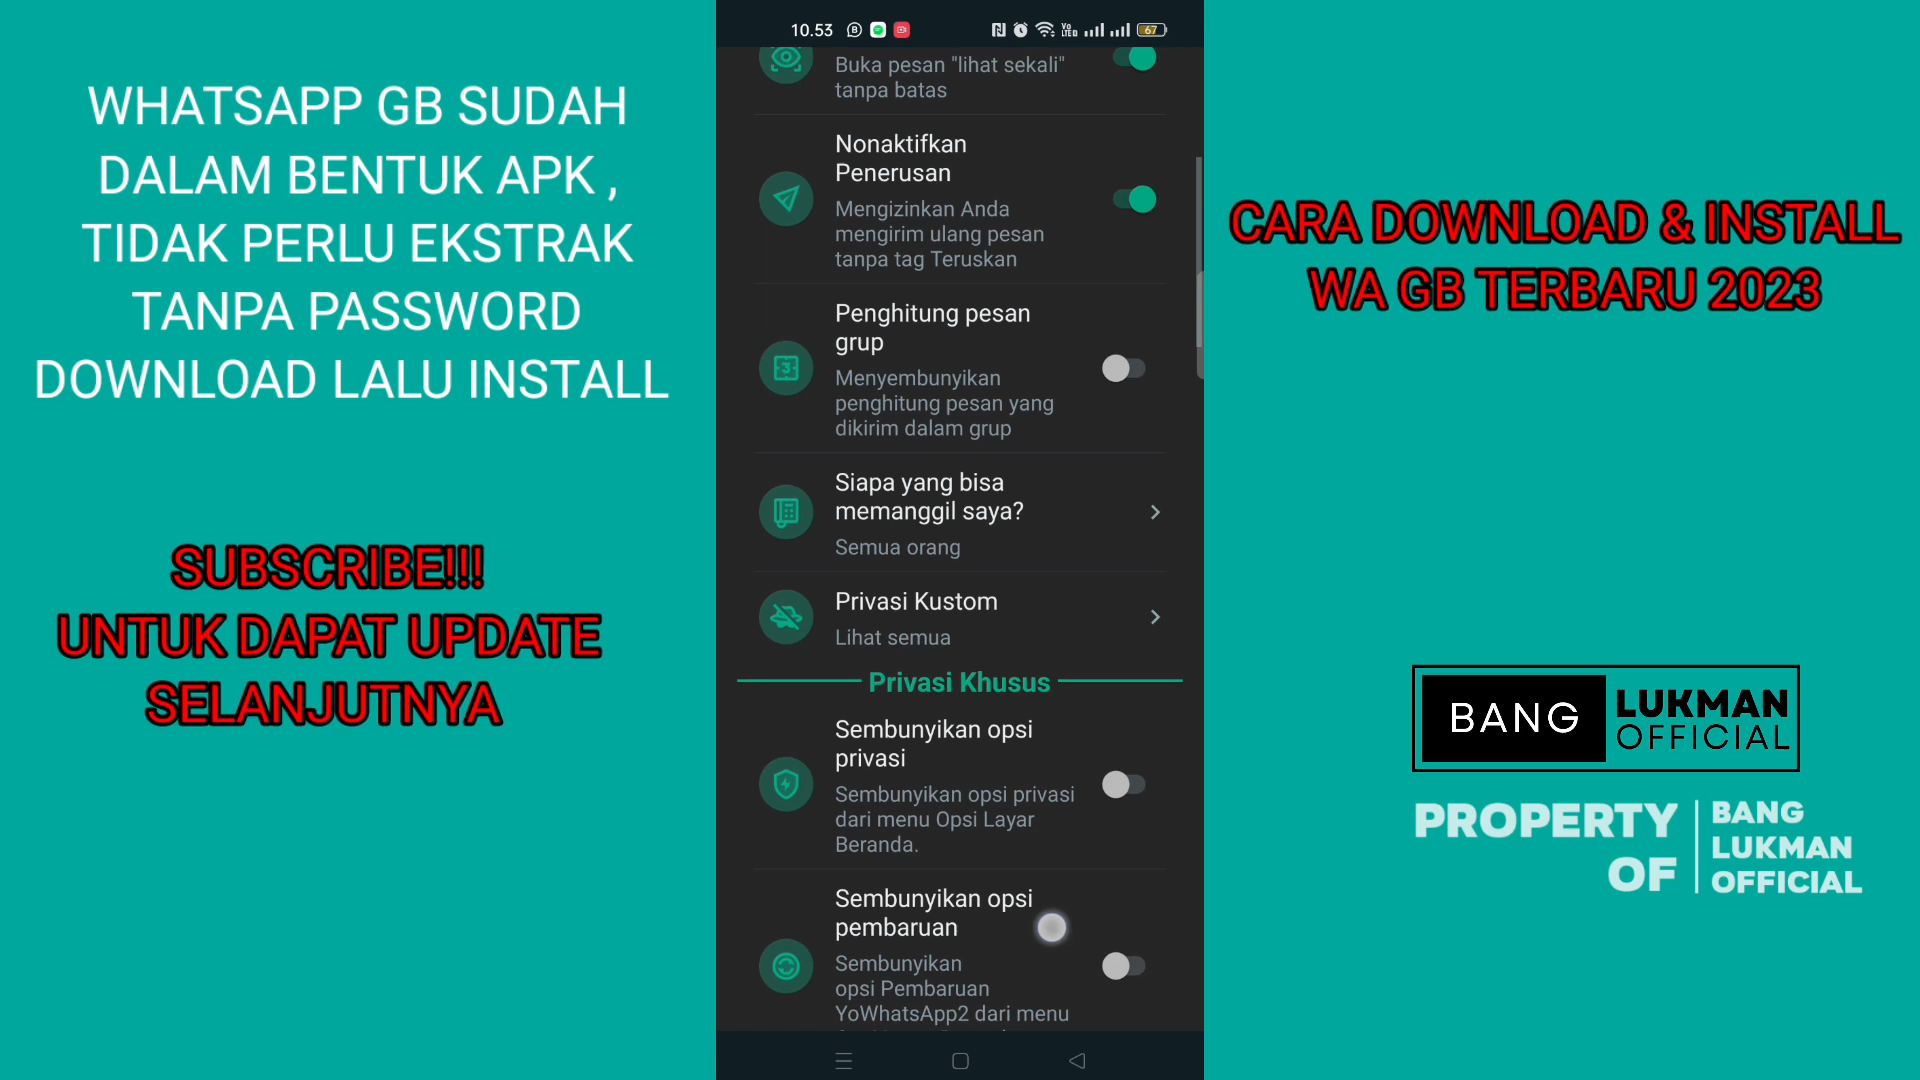 WHATSAPP GB SUDAH
DALAM BENTUK APK ,
TIDAK PERLU EKSTRAK
TANPA PASSWORD
DOWNLOAD LALU INSTALL
SUBSCRIBE!!!
UNTUK DAPAT UPDATE
SELANJUTNYA
10.53
67
Buka pesan "lihat sekali"
tanpa batas
Nonaktifkan
Penerusan
Mengizinkan Anda
mengirim ulang pesan
tanpa tag Teruskan
Penghitung pesan
grup
Menyembunyikan
penghitung pesan yang
dikirim dalam grup
Siapa yang bisa
memanggil saya?
Semua orang
Privasi Kustom
Lihat semua
Privasi Khusus
Sembunyikan opsi
privasi
Sembunyikan opsi privasi
dari menu Opsi Layar
Beranda.
Sembunyikan opsi
pembaruan
Sembunyikan
opsi Pembaruan
YoWhatsApp2 dari menu
CARA DOWNLOAD & INSTALL
WA GB TERBARU 2023
BANG LUKMAN
OFFICIAL
PROPERTY
OF
BANG
LUKMAN
OFFICIAL